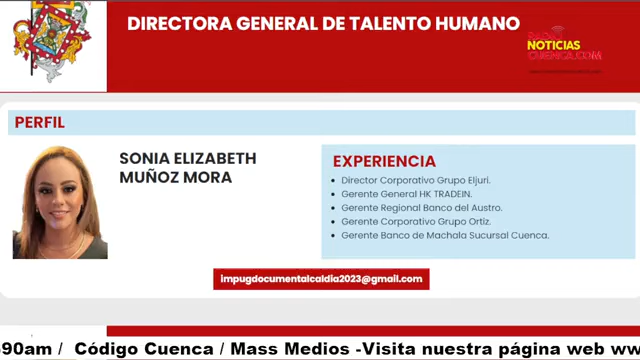 DIRECTORA GENERAL DE TALENTO HUMANO
NOTICIAS
CUENCA.COM
PERFIL
SONIA ELIZABETH
MUÑOZ MORA
EXPERIENCIA
• Director Corporativo Grupo Eljuri.
• Gerente General HK TRADEIN.
• Gerente Regional Banco del Austro.
• Gerente Corporativo Grupo Ortiz.
• Gerente Banco de Machala Sucursal Cuenca.
impugdocumentalcaldia2023@gmail.com
90am / Código Cuenca / Mass Medios -Visita nuestra página web ww